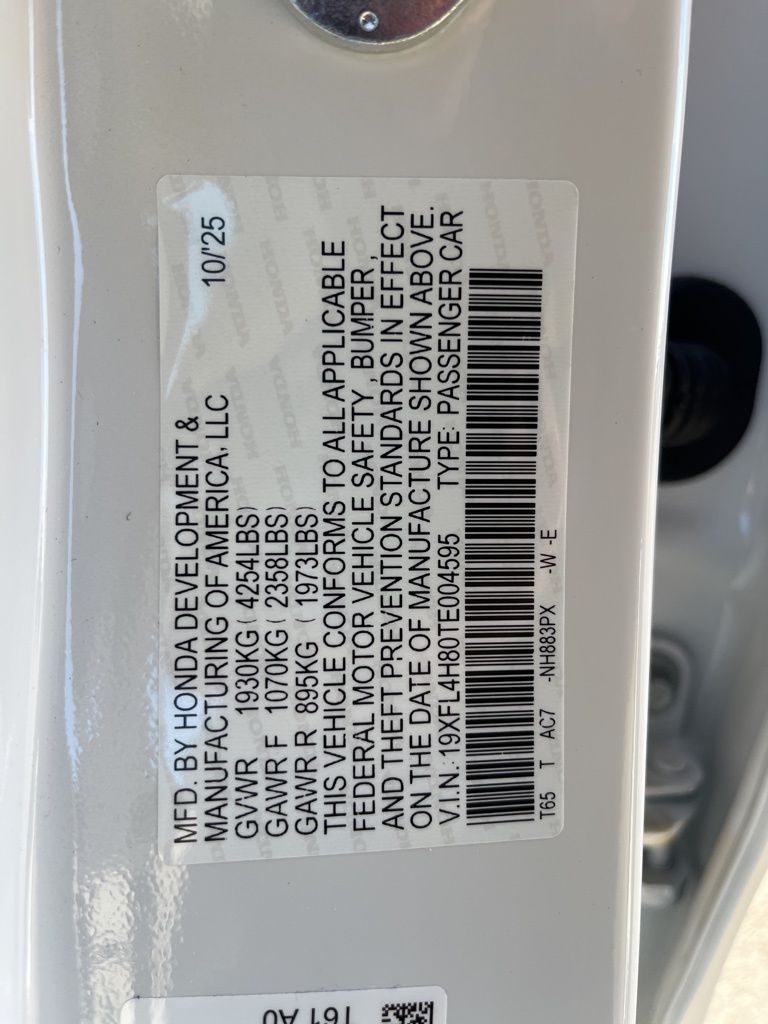 MFD. BY HONDA DEVELOPMENT &
MANUFACTURING OF AMERICA, LLC 10/'25
GVWR 1930KG ( 4254LBS)
GAWR F 1070KG ( 2358LBS)
GAWR R 895KG ( 1973LBS)
THIS VEHICLE CONFORMS TO ALL APPLICABLE
FEDERAL MOTOR VEHICLE SAFETY , BUMPER ,
AND THEFT PREVENTION STANDARDS IN EFFECT
ON THE DATE OF MANUFACTURE SHOWN ABOVE.
V.I.N.: 19XFL4H80TE004595 TYPE: PASSENGER CAR
T65 T AC7 -NH883PX -W -E
T61 A0